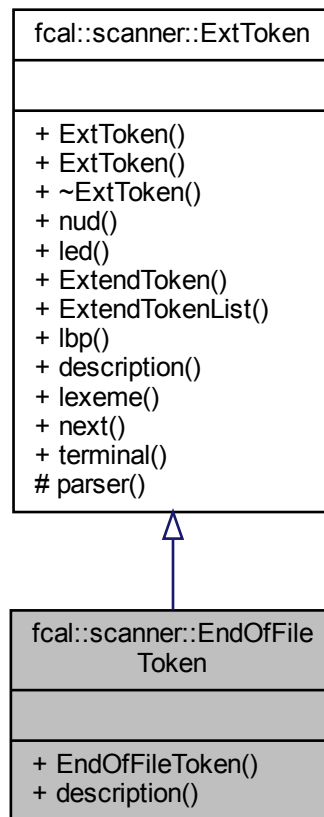 fcal::scanner::ExtToken
+ ExtToken()
+ ExtToken()
+ ~ExtToken()
+ nud()
+ led()
+ ExtendToken()
+ ExtendTokenList()
+ lbp()
+ description()
+ lexeme()
+ next()
+ terminal()
# parser()
fcal::scanner::EndOfFile
Token
+ EndOfFileToken()
+ description()